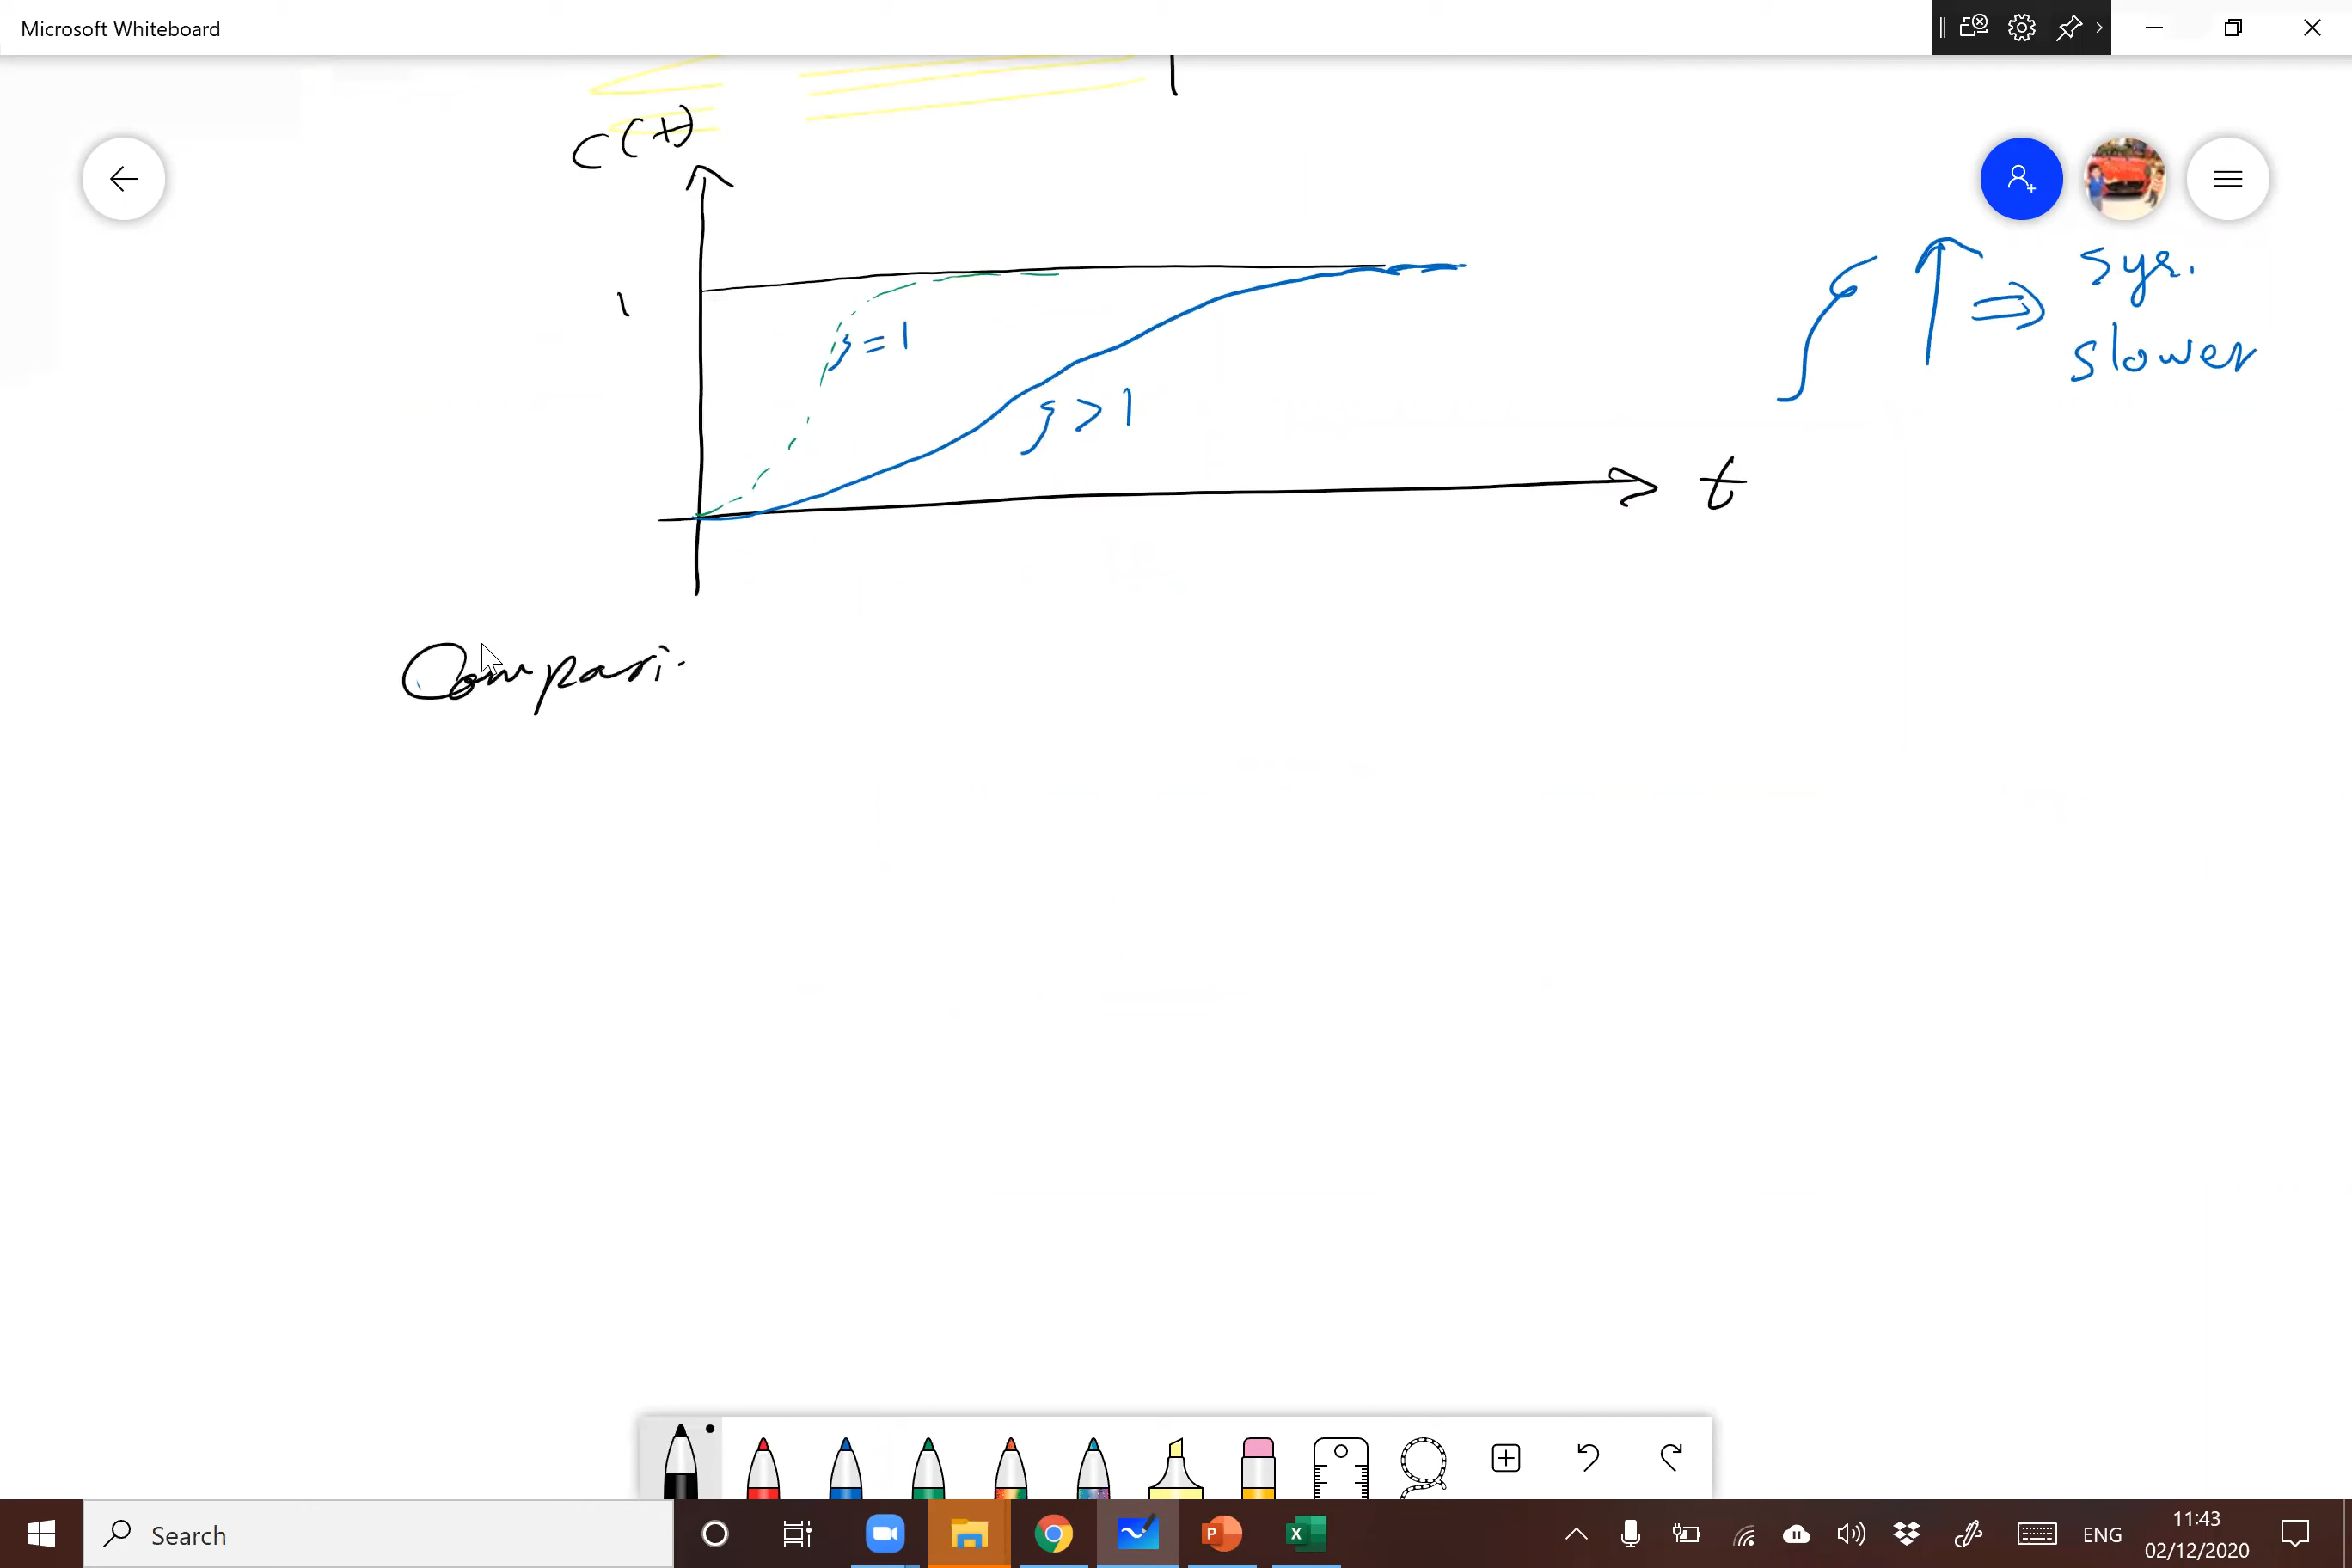 Microsoft Whiteboard
c(t)
1
ζ = 1
ζ > 1
t
ζ ↑ ⇒ sys.
slower
Compari
Search
ENG
11:43
02/12/2020